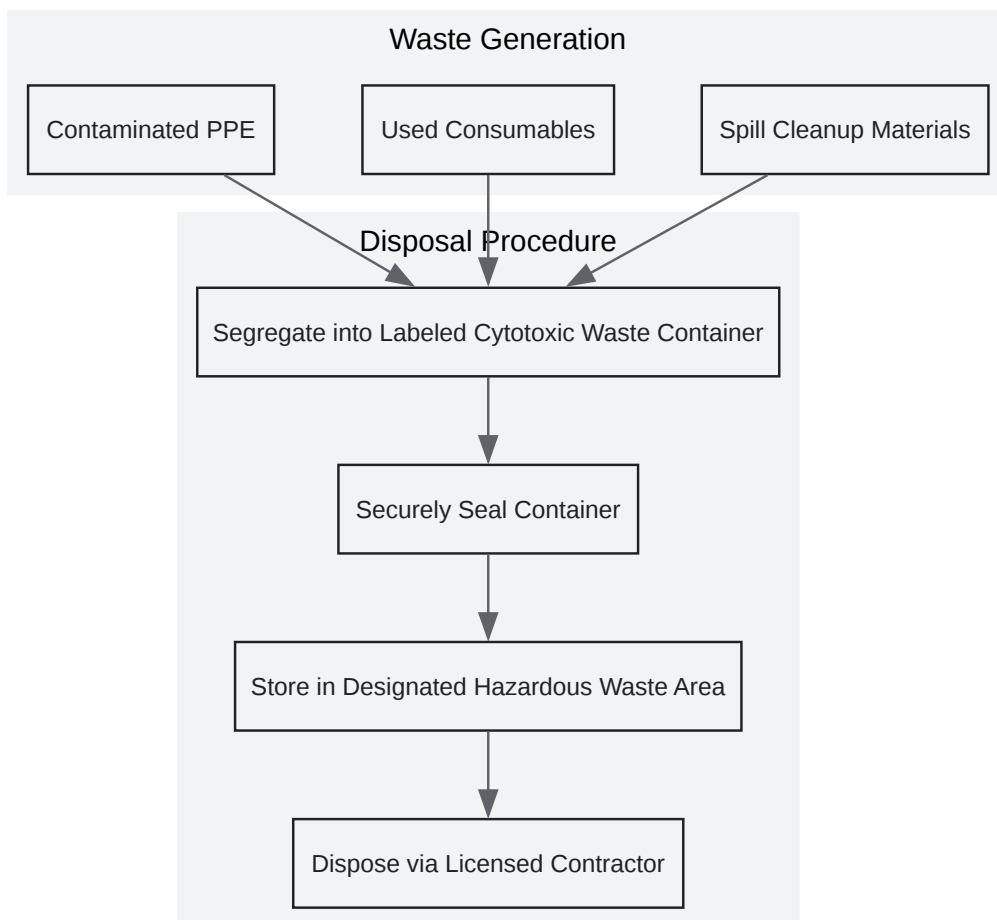 Waste Generation
Contaminated PPE
Used Consumables
Spill Cleanup Materials
Disposal Procedure
Segregate into Labeled Cytotoxic Waste Container
Securely Seal Container
Store in Designated Hazardous Waste Area
Dispose via Licensed Contractor